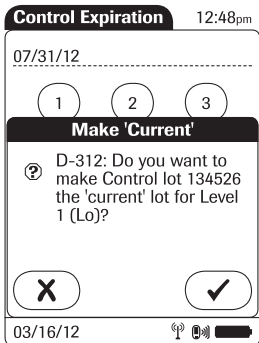 Control Expiration 12:48pm
07/31/12
1 2 3
Make 'Current'
D-312: Do you want to
make Control lot 134526
the 'current' lot for Level
1 (Lo)?
03/16/12